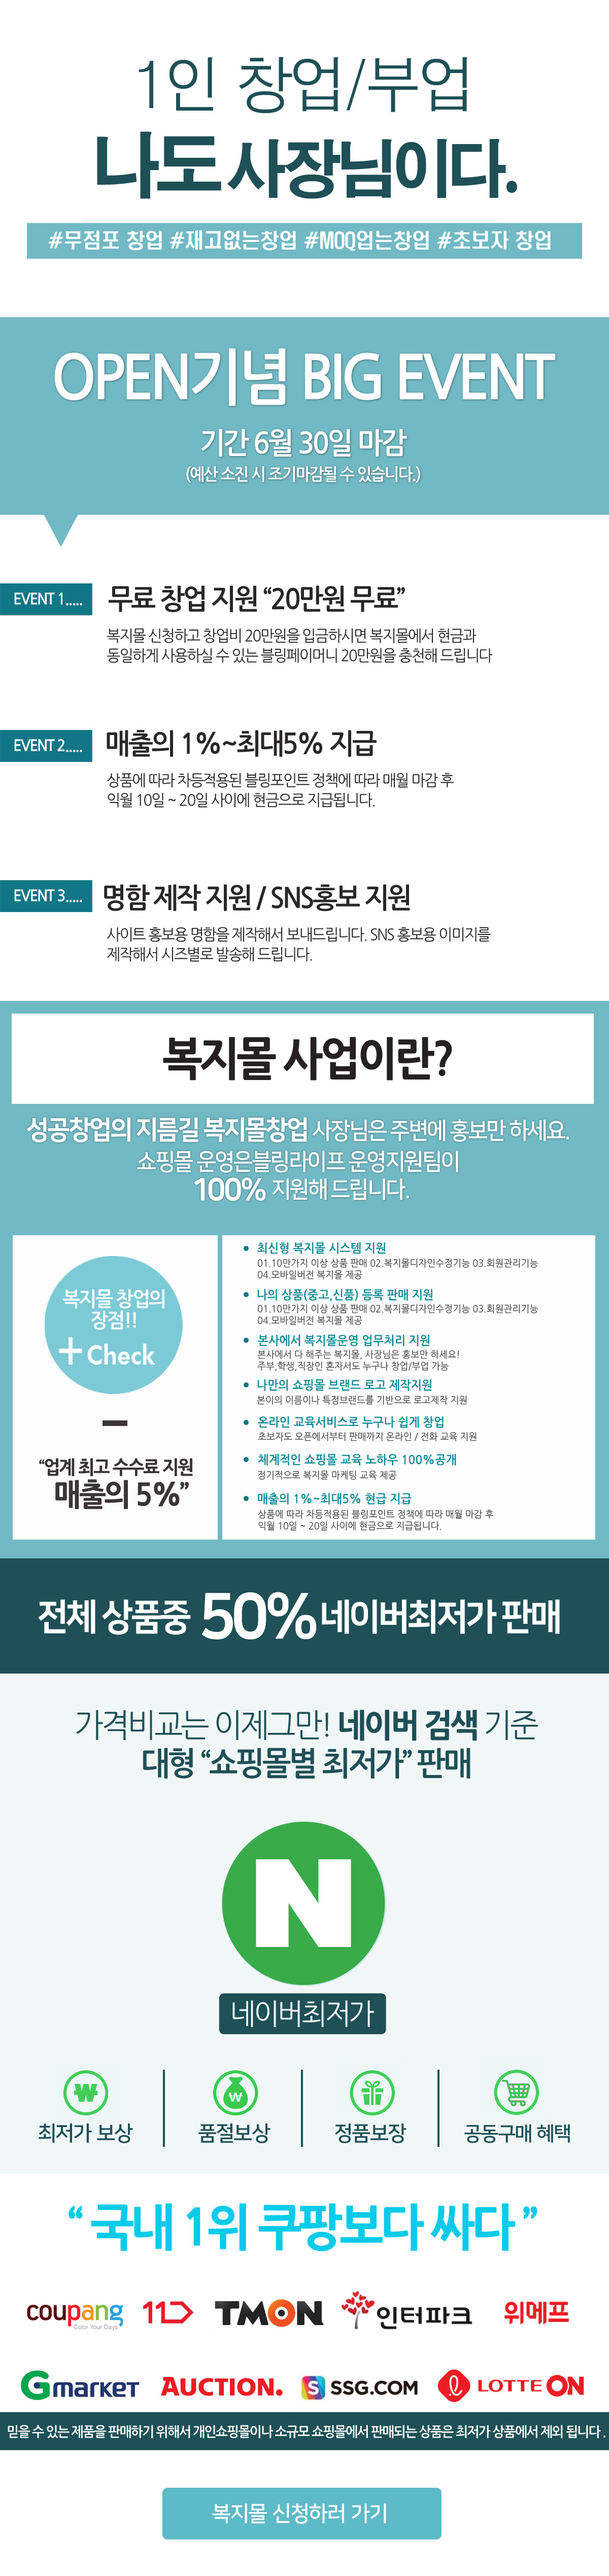 1인 창업/부업
나도 사장님이다.
#무점포 창업 #재고없는창업 #MOQ업는창업 #초보자 창업
OPEN기념 BIG EVENT
기간 6월 30일 마감
(예산 소진 시 조기마감될 수 있습니다.)
EVENT 1.....
무료 창업 지원 “20만원 무료”
복지몰 신청하고 창업비 20만원을 입금하시면 복지몰에서 현금과
동일하게 사용하실 수 있는 블링페이머니 20만원을 충천해 드립니다
EVENT 2.....
매출의 1%~최대5% 지급
상품에 따라 차등적용된 블링포인트 정책에 따라 매월 마감 후
익월 10일 ~ 20일 사이에 현금으로 지급됩니다.
EVENT 3.....
명함 제작 지원 / SNS홍보 지원
사이트 홍보용 명함을 제작해서 보내드립니다. SNS 홍보용 이미지를
제작해서 시즈별로 발송해 드립니다.
복지몰 사업이란?
성공창업의 지름길 복지몰창업 사장님은 주변에 홍보만 하세요.
쇼핑몰 운영은블링라이프 운영지원팀이
100% 지원해 드립니다.
복지몰 창업의
장점!!
+ Check
“업계 최고 수수료 지원
매출의 5%”
• 최신형 복지몰 시스템 지원
01.10만가지 이상 상품 판매 02.복지몰디자인수정기능 03.회원관리기능
04.모바일버전 복지몰 제공
• 나의 상품(중고,신품) 등록 판매 지원
01.10만가지 이상 상품 판매 02.복지몰디자인수정기능 03.회원관리기능
04.모바일버전 복지몰 제공
• 본사에서 복지몰운영 업무처리 지원
본사에서 다 해주는 복지몰, 사장님은 홍보만 하세요!
주부,학생,직장인 혼자서도 누구나 창업/부업 가능
• 나만의 쇼핑몰 브랜드 로고 제작지원
본이의 이름이나 특정브랜드를 기반으로 로고제작 지원
• 온라인 교육서비스로 누구나 쉽게 창업
초보자도 오픈에서부터 판매까지 온라인 / 전화 교육 지원
• 체계적인 쇼핑몰 교육 노하우 100%공개
정기적으로 복지몰 마케팅 교육 제공
• 매출의 1%~최대5% 현급 지급
상품에 따라 차등적용된 블링포인트 정책에 따라 매월 마감 후
익월 10일 ~ 20일 사이에 현금으로 지급됩니다.
전체 상품중 50% 네이버최저가 판매
가격비교는 이제그만! 네이버 검색 기준
대형 “쇼핑몰별 최저가” 판매
N
네이버최저가
최저가 보상
품절보상
정품보장
공동구매 혜택
“ 국내 1위 쿠팡보다 싸다 ”
coupang
Color Your Days
11
TMON
인터파크
위메프
Gmarket
AUCTION.
SSG.COM
LOTTE ON
믿을 수 있는 제품을 판매하기 위해서 개인쇼핑몰이나 소규모 쇼핑몰에서 판매되는 상품은 최저가 상품에서 제외 됩니다 .
복지몰 신청하러 가기